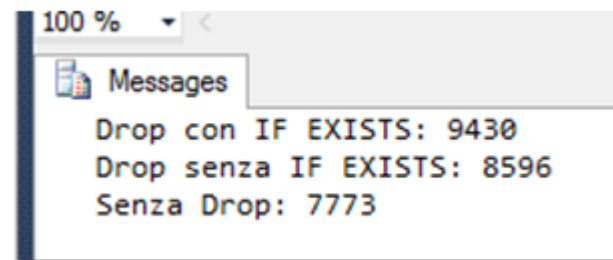 100 %
Messages
Drop con IF EXISTS: 9430
Drop senza IF EXISTS: 8596
Senza Drop: 7773